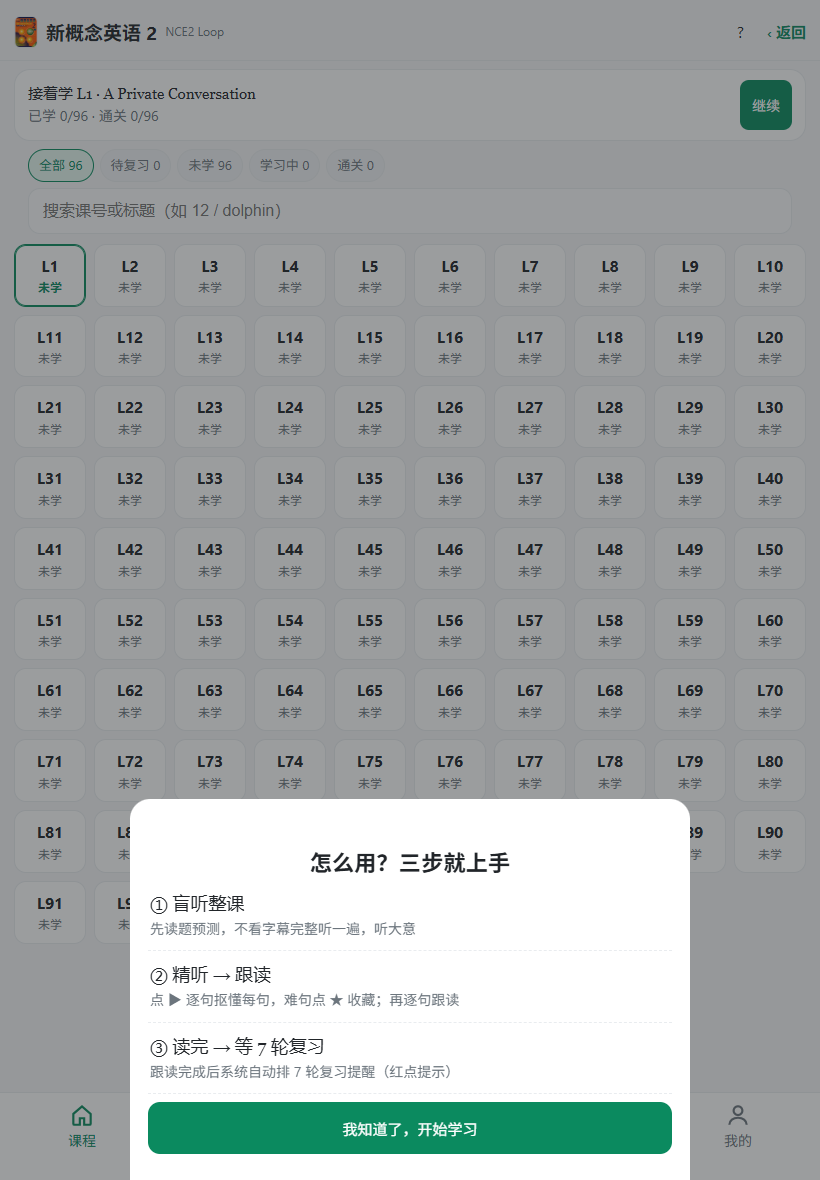 新概念英语 2 NCE2 Loop ? ‹ 返回
接着学 L1 · A Private Conversation
已学 0/96 · 通关 0/96
继续
全部 96 待复习 0 未学 96 学习中 0 通关 0
搜索课号或标题（如 12 / dolphin）
L1 L2 L3 L4 L5 L6 L7 L8 L9 L10
未学 未学 未学 未学 未学 未学 未学 未学 未学 未学
L11 L12 L13 L14 L15 L16 L17 L18 L19 L20
未学 未学 未学 未学 未学 未学 未学 未学 未学 未学
L21 L22 L23 L24 L25 L26 L27 L28 L29 L30
未学 未学 未学 未学 未学 未学 未学 未学 未学 未学
L31 L32 L33 L34 L35 L36 L37 L38 L39 L40
未学 未学 未学 未学 未学 未学 未学 未学 未学 未学
L41 L42 L43 L44 L45 L46 L47 L48 L49 L50
未学 未学 未学 未学 未学 未学 未学 未学 未学 未学
L51 L52 L53 L54 L55 L56 L57 L58 L59 L60
未学 未学 未学 未学 未学 未学 未学 未学 未学 未学
L61 L62 L63 L64 L65 L66 L67 L68 L69 L70
未学 未学 未学 未学 未学 未学 未学 未学 未学 未学
L71 L72 L73 L74 L75 L76 L77 L78 L79 L80
未学 未学 未学 未学 未学 未学 未学 未学 未学 未学
L81 L90
未学 未学
L91
未学
怎么用？三步就上手
① 盲听整课
先读题预测，不看字幕完整听一遍，听大意
② 精听 → 跟读
点 ▶ 逐句抠懂每句，难句点 ★ 收藏；再逐句跟读
③ 读完 → 等 7 轮复习
跟读完成后系统自动排 7 轮复习提醒（红点提示）
我知道了，开始学习
课程 我的